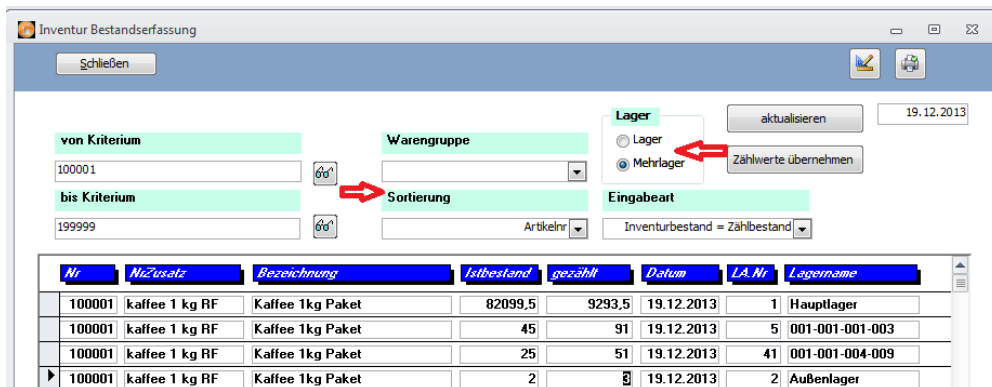 Inventur Bestandserfassung
Schließen
19.12.2013
Lager
aktualisieren
von Kriterium
Warengruppe
Lager
100001
Mehrlager
Zählwerte übernehmen
bis Kriterium
Sortierung
Eingabeart
199999
Artikelnr
Inventurbestand = Zählbestand
Nr NrZusatz Bezeichnung Istbestand gezählt Datum LA.Nr Lagername
100001 kaffee 1 kg RF Kaffee 1kg Paket 82099,5 9293,5 19.12.2013 1 Hauptlager
100001 kaffee 1 kg RF Kaffee 1kg Paket 45 91 19.12.2013 5 001-001-001-003
100001 kaffee 1 kg RF Kaffee 1kg Paket 25 51 19.12.2013 41 001-001-004-009
100001 kaffee 1 kg RF Kaffee 1kg Paket 2 3 19.12.2013 2 Außenlager